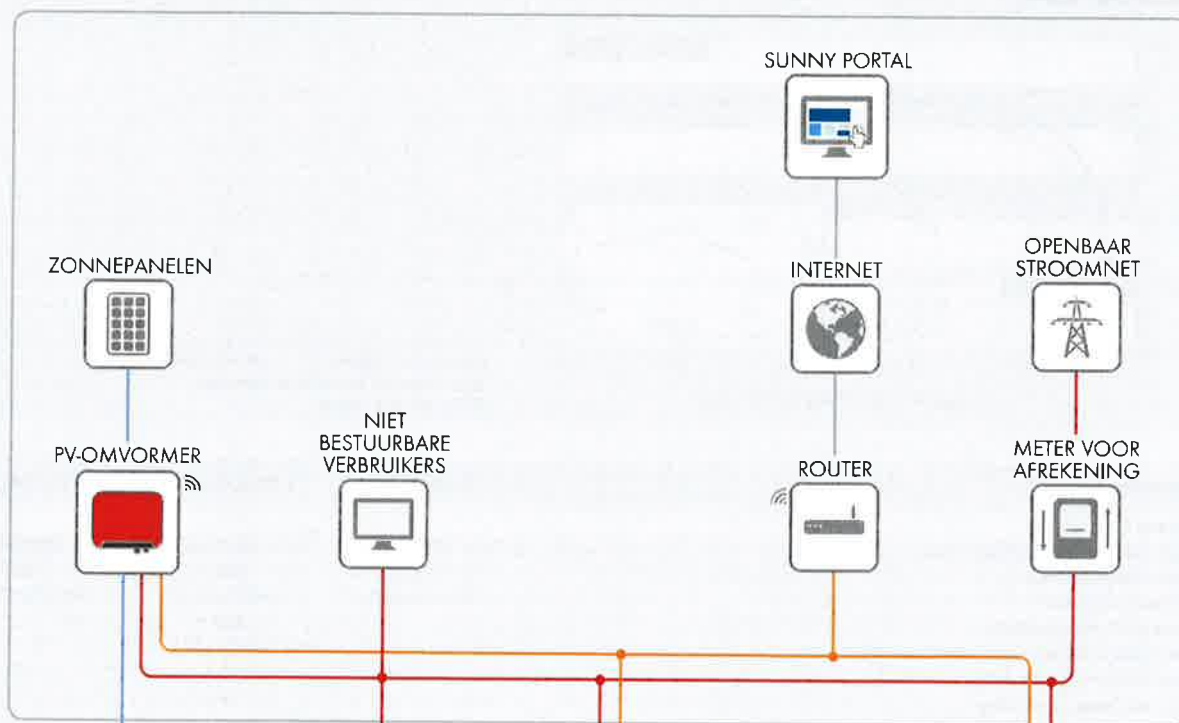 SUNNY PORTAL
ZONNEPANELEN
INTERNET
OPENBAAR
STROOMNET
PV-OMVORMER
NIET
BESTUURBARE
VERBRUIKERS
ROUTER
METER VOOR
AFREKENING